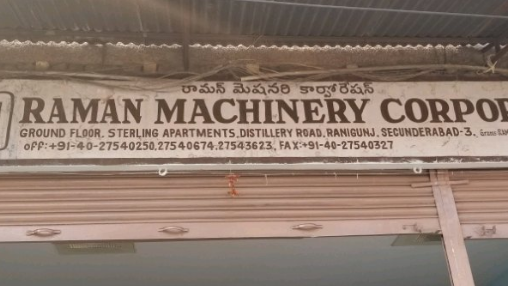 రామన్ మెషనరి కార్పోరేషన్
RAMAN MACHINERY CORPOR
GROUND FLOOR. STERLING APARTMENTS, DISTILLERY ROAD, RANIGUNJ, SECUNDERABAD-3.
OFF:+91-40-27540250,27540674,27543623, FAX:+91-40-27540327